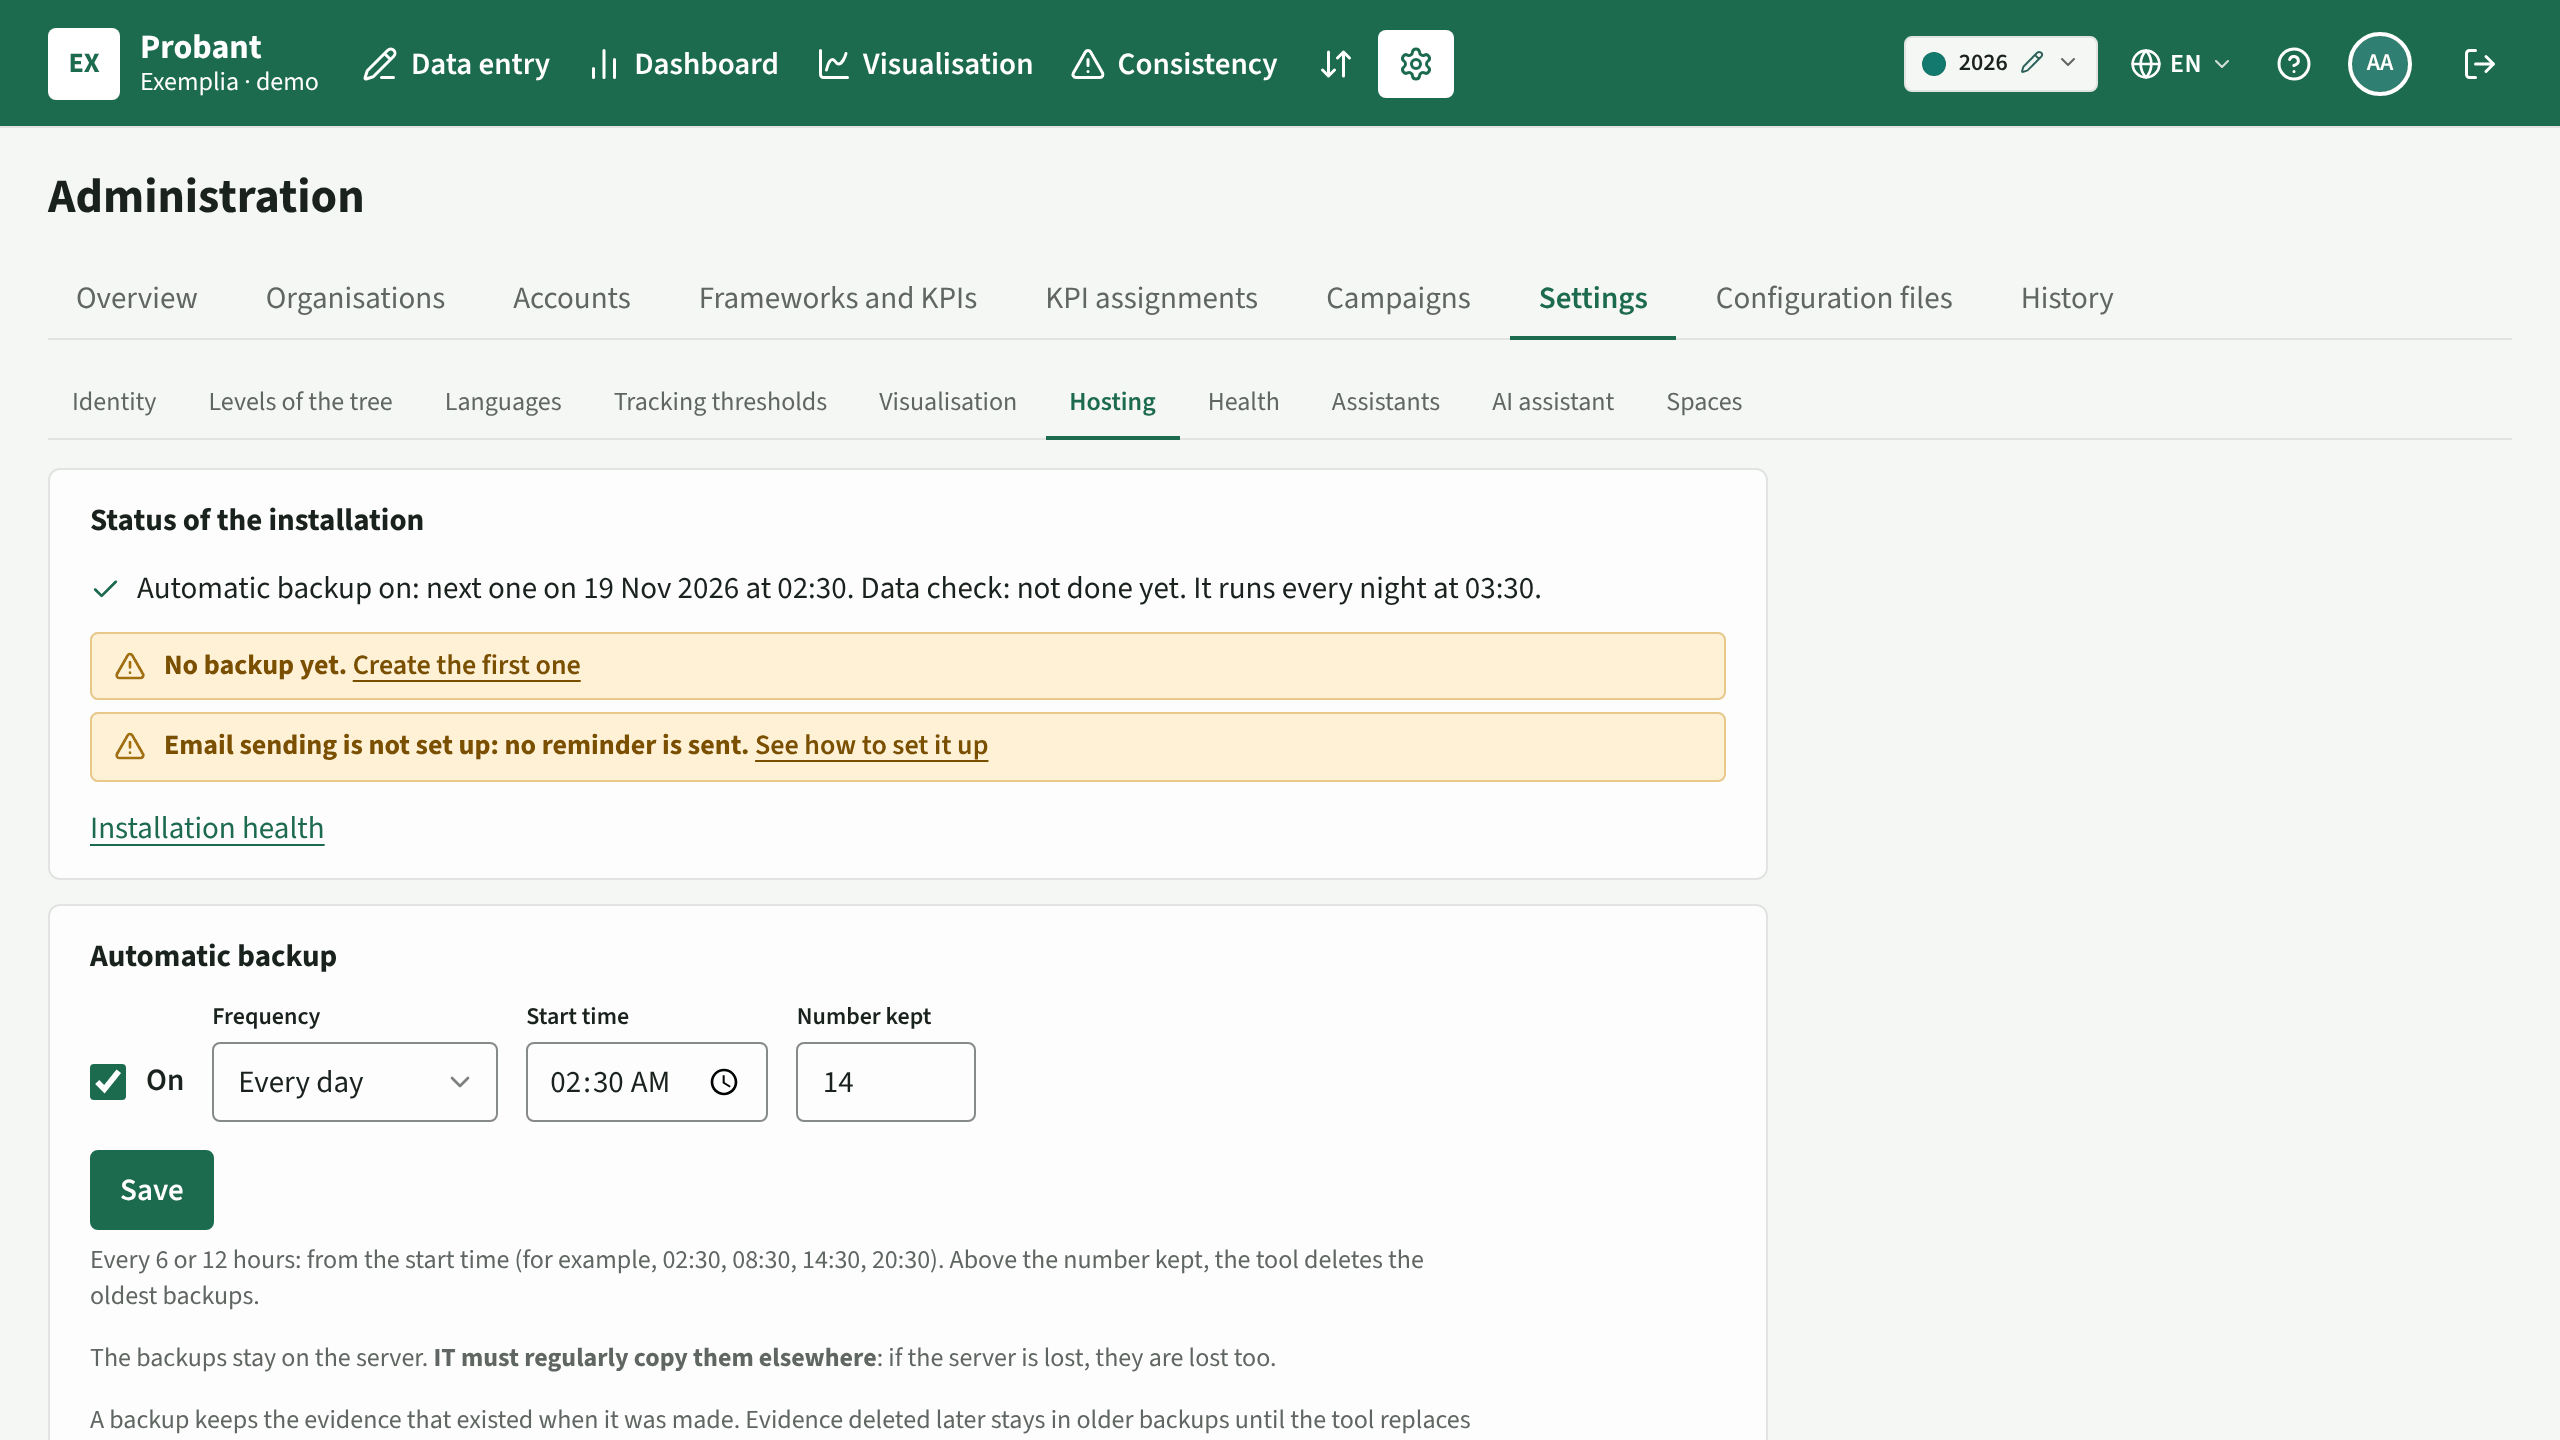 EX
Probant
Exemplia · demo
Data entry
Dashboard
Visualisation
Consistency
2026
EN
AA
Administration
Overview
Organisations
Accounts
Frameworks and KPIs
KPI assignments
Campaigns
Settings
Configuration files
History
Identity
Levels of the tree
Languages
Tracking thresholds
Visualisation
Hosting
Health
Assistants
AI assistant
Spaces
Status of the installation
Automatic backup on: next one on 19 Nov 2026 at 02:30. Data check: not done yet. It runs every night at 03:30.
No backup yet. Create the first one
Email sending is not set up: no reminder is sent. See how to set it up
Installation health
Automatic backup
On
Frequency
Every day
Start time
02:30 AM
Number kept
14
Save
Every 6 or 12 hours: from the start time (for example, 02:30, 08:30, 14:30, 20:30). Above the number kept, the tool deletes the
oldest backups.
The backups stay on the server. IT must regularly copy them elsewhere: if the server is lost, they are lost too.
A backup keeps the evidence that existed when it was made. Evidence deleted later stays in older backups until the tool replaces